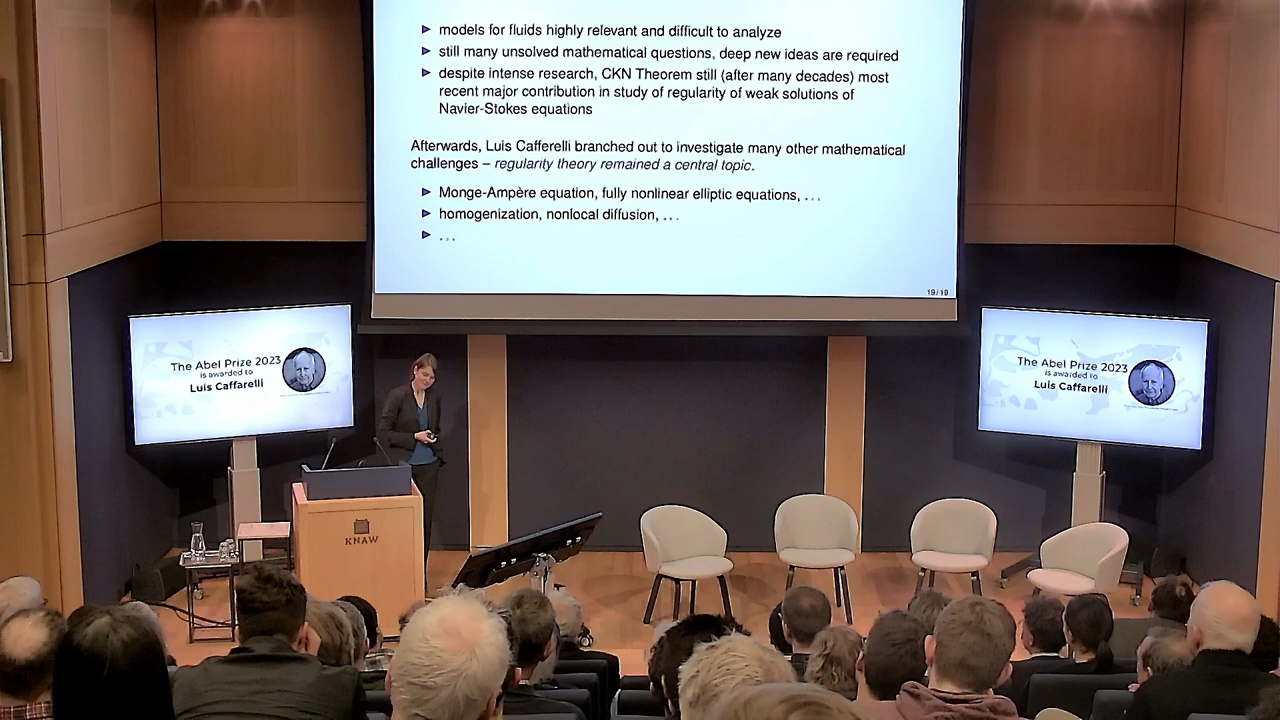 models for fluids highly relevant and difficult to analyze
still many unsolved mathematical questions, deep new ideas are required
despite intense research, CKN Theorem still (after many decades) most
recent major contribution in study of regularity of weak solutions of
Navier-Stokes equations
Afterwards, Luis Cafferelli branched out to investigate many other mathematical
challenges – regularity theory remained a central topic.
Monge-Ampère equation, fully nonlinear elliptic equations, ...
homogenization, nonlocal diffusion, ...
...
19/19
The Abel Prize 2023
is awarded to
Luis Caffarelli
The Abel Prize 2023
is awarded to
Luis Caffarelli
KNAW